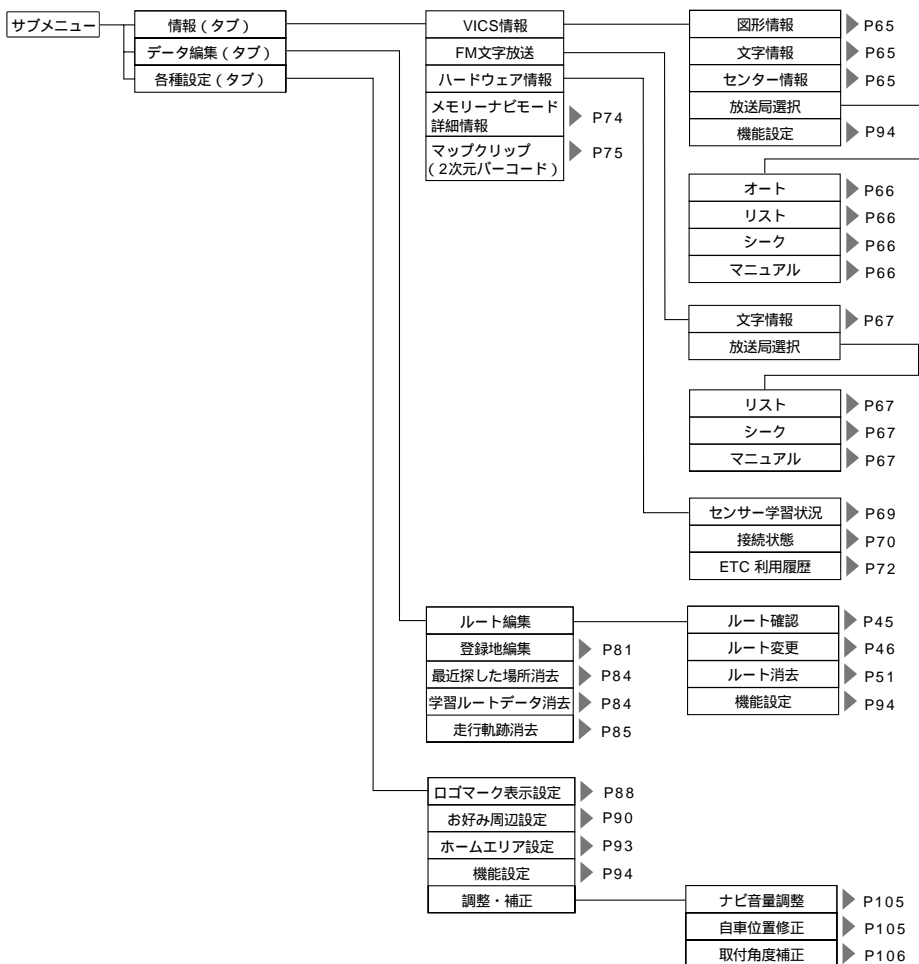 サブメニュー
情報(タブ)
データ編集(タブ)
各種設定(タブ)
VICS情報
FM文字放送
ハードウェア情報
メモリーナビモード
詳細情報
P74
マップクリップ
(2次元バーコード)
P75
図形情報 P65
文字情報 P65
センター情報 P65
放送局選択
機能設定 P94
オート P66
リスト P66
シーク P66
マニュアル P66
文字情報 P67
放送局選択
リスト P67
シーク P67
マニュアル P67
センサー学習状況 P69
接続状態 P70
ETC 利用履歴 P72
ルート編集
登録地編集 P81
最近探した場所消去 P84
学習ルートデータ消去 P84
走行軌跡消去 P85
ルート確認 P45
ルート変更 P46
ルート消去 P51
機能設定 P94
ロゴマーク表示設定 P88
お好み周辺設定 P90
ホームエリア設定 P93
機能設定 P94
調整・補正
ナビ音量調整 P105
自車位置修正 P105
取付角度補正 P106